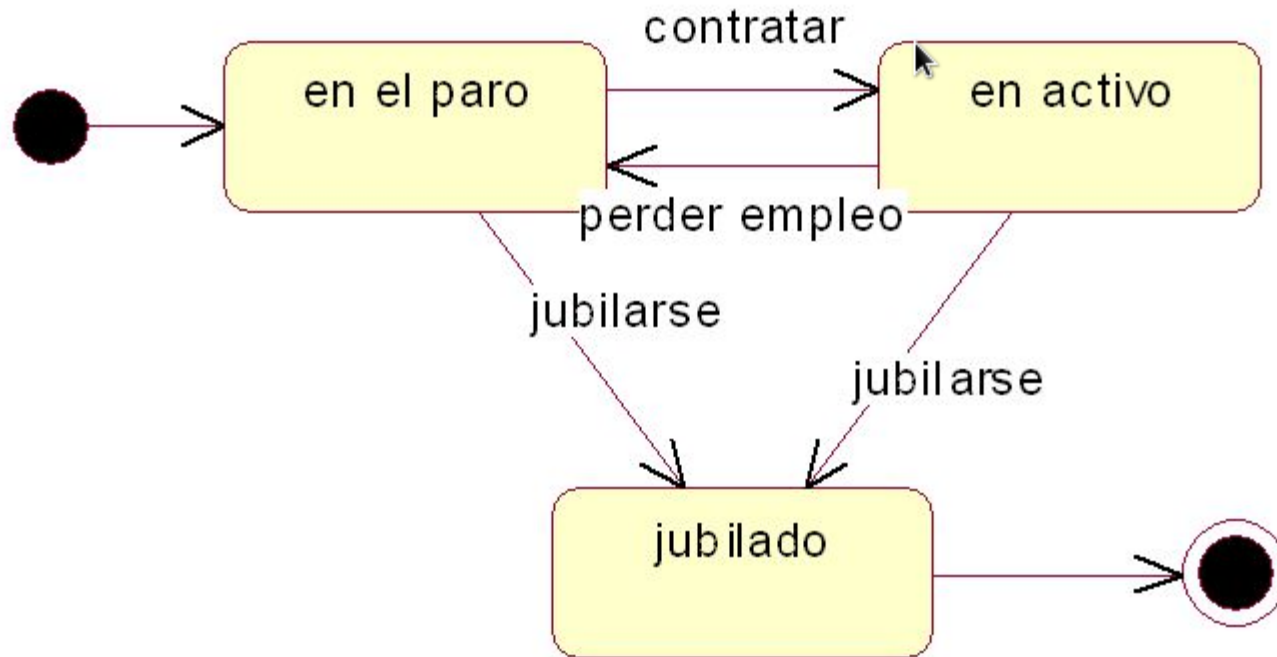 contratar
en el paro
en activo
perder empleo
jubilarse
jubilarse
jubilado